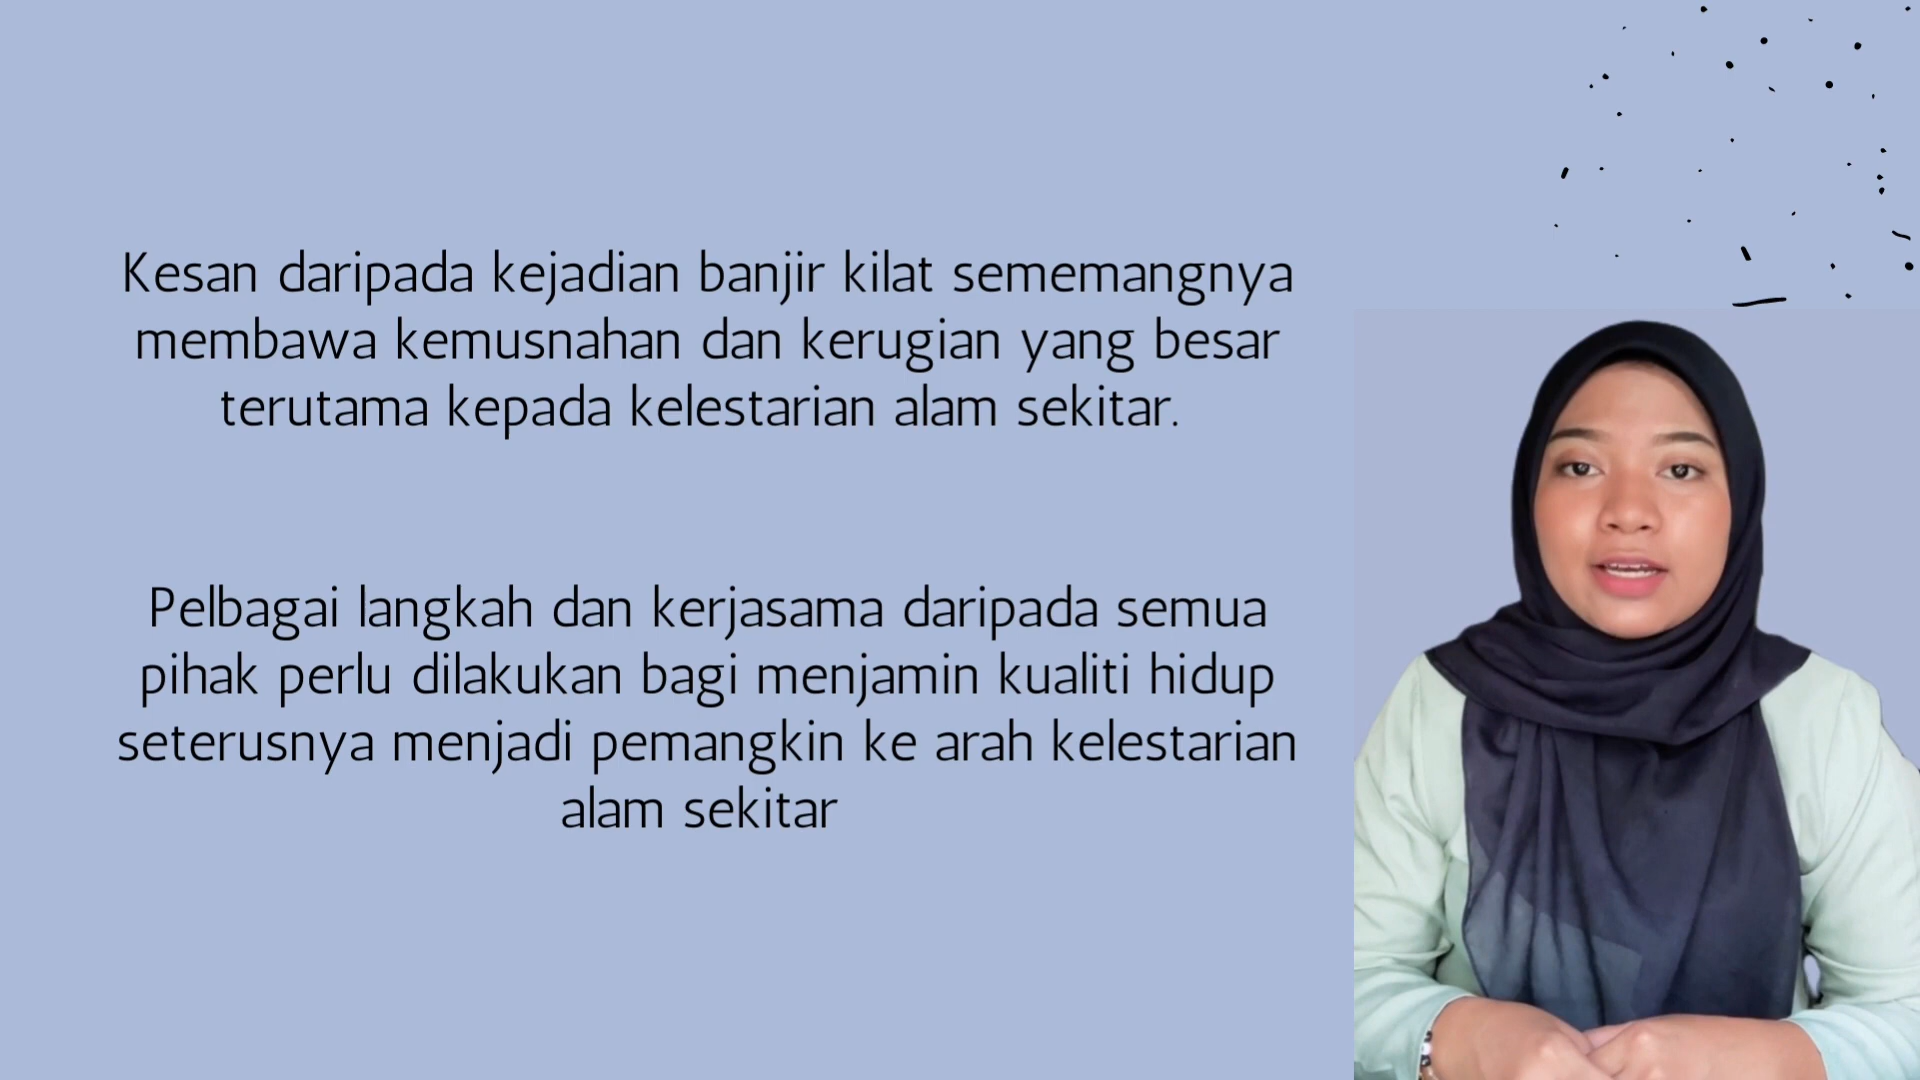 Kesan daripada kejadian banjir kilat sememangnya
membawa kemusnahan dan kerugian yang besar
terutama kepada kelestarian alam sekitar.
Pelbagai langkah dan kerjasama daripada semua
pihak perlu dilakukan bagi menjamin kualiti hidup
seterusnya menjadi pemangkin ke arah kelestarian
alam sekitar